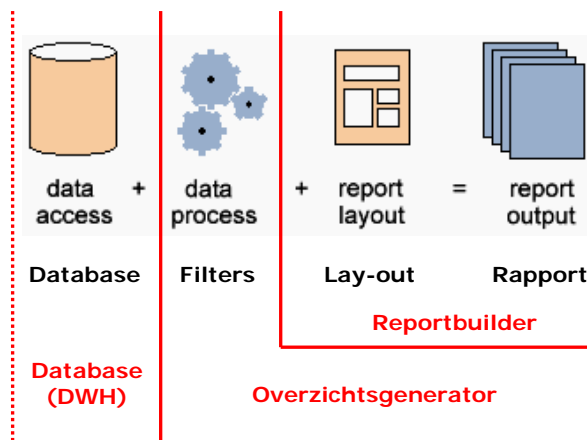 data + data + report = report
access process layout output
Database Filters Lay-out Rapport
Reportbuilder
Database
(DWH)
Overzichtsgenerator